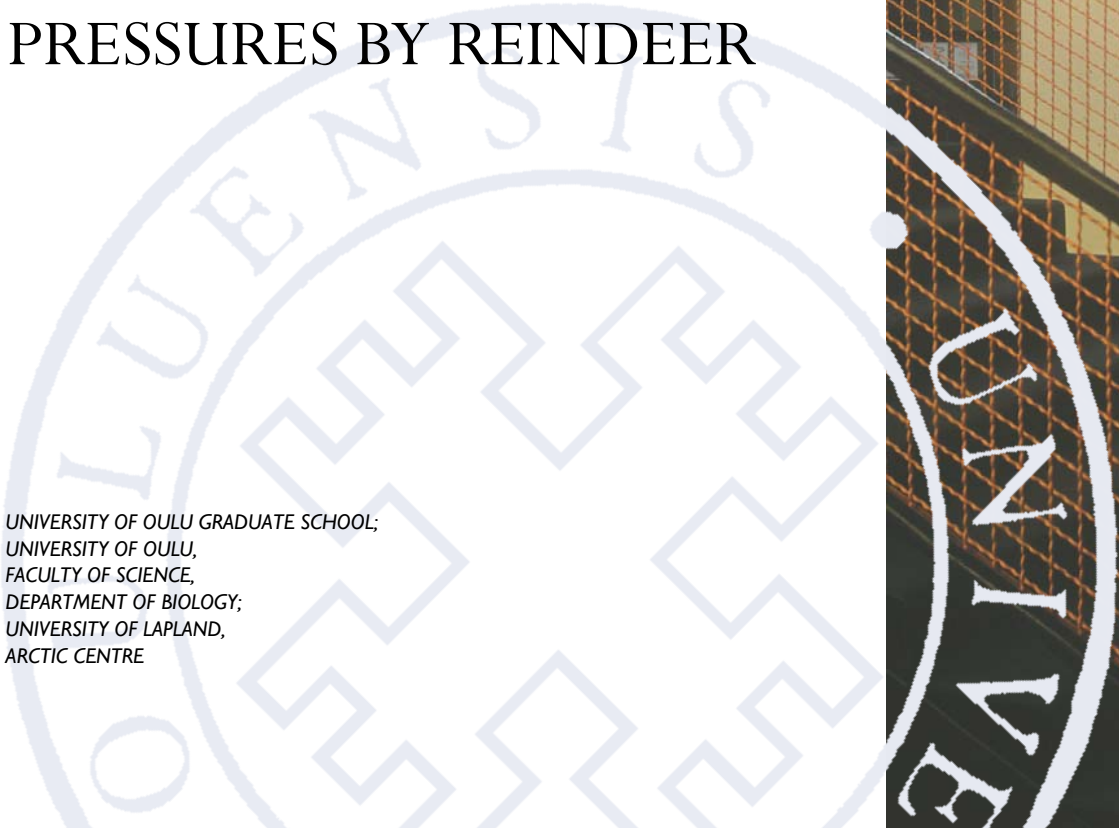 PRESSURES BY REINDEER
O ULUENSIS • UNIVE
UNIVERSITY OF OULU GRADUATE SCHOOL;
UNIVERSITY OF OULU,
FACULTY OF SCIENCE,
DEPARTMENT OF BIOLOGY;
UNIVERSITY OF LAPLAND,
ARCTIC CENTRE